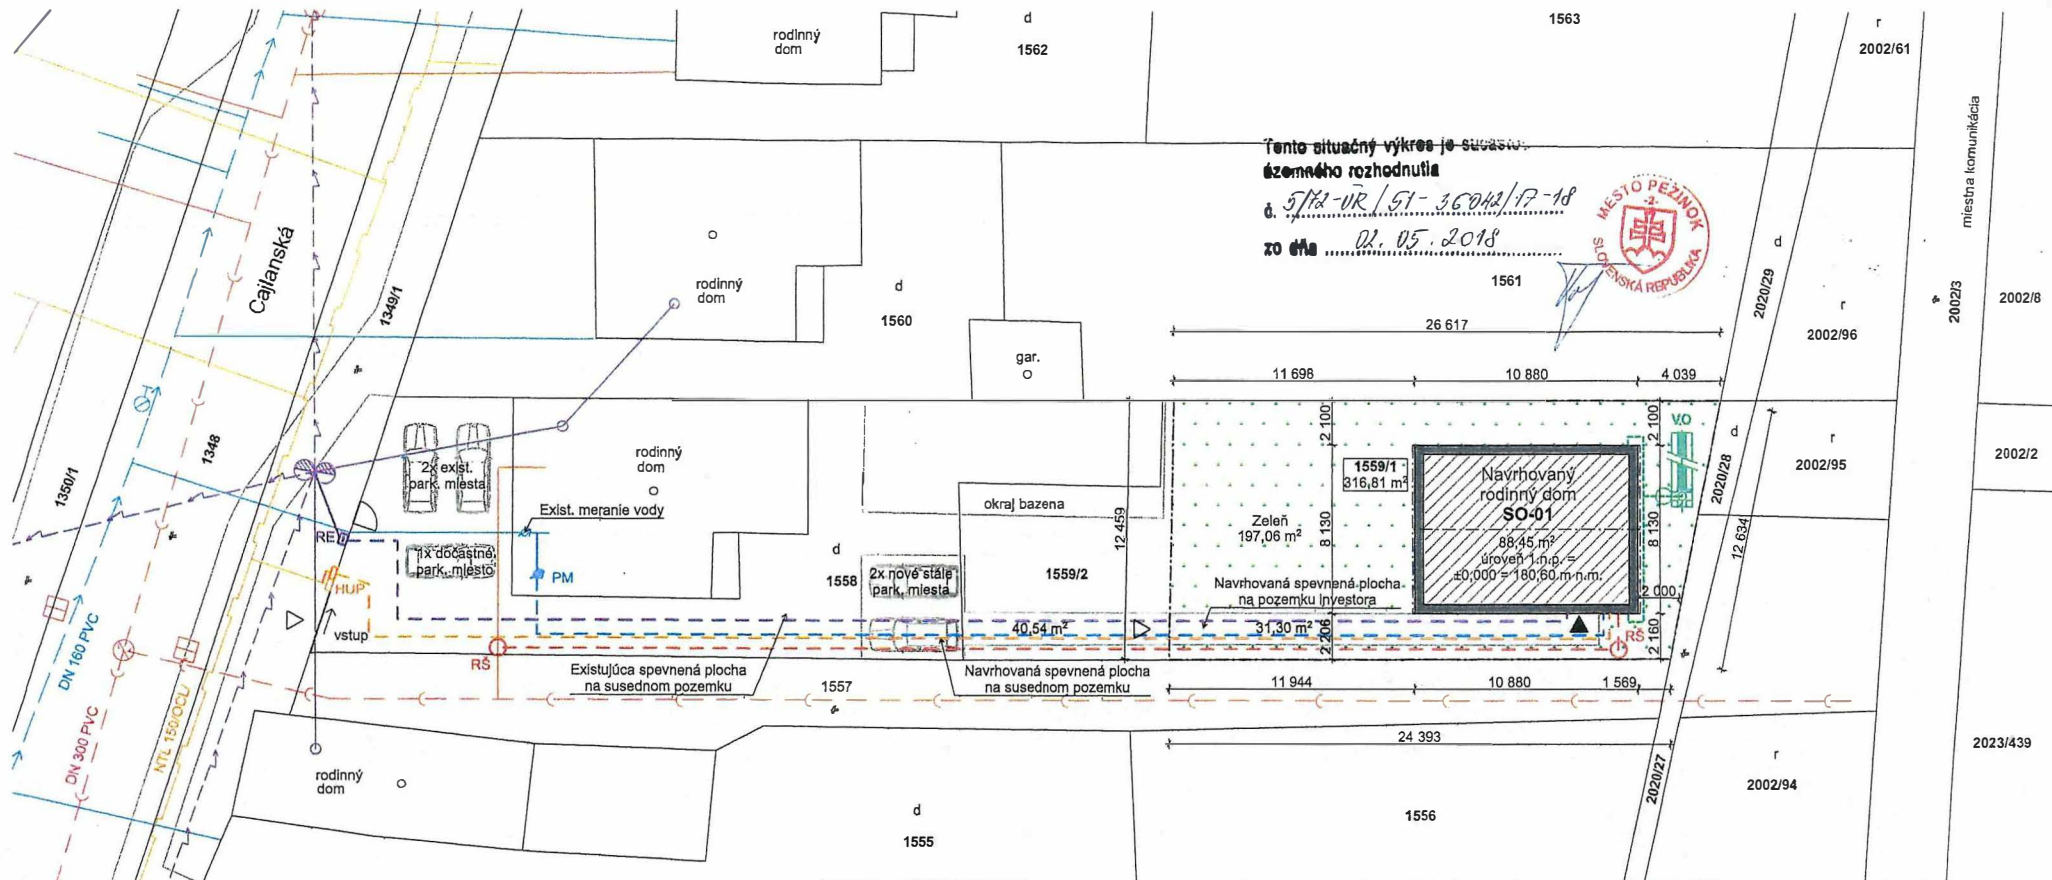 rodinný
dom
d
1562
1563
r
2002/61
miestna komunikácia
Tento situačný výkres je
územného rozhodnutia
č. 5/72-ÚR/51-36042/17-18
zo dňa 02. 05. 2018
MESTO PEZINOK
-2-
SLOVENSKÁ REPUBLIKA
1561
Cajlanská
1349/1
1348
1350/1
rodinný
dom
d
1560
gar.
26 617
11 698
10 880
4 039
2020/29
d
r
2002/96
2002/3
2002/8
2x exist.
park. miesta
rodinný
dom
Exist. meranie vody
RE
1x dočasťné
park. miesto
PM
HUP
vstup
RŠ
okraj bazena
d
1558
2x nové stále
park. miesta
1559/2
40,54 m²
12 459
Zeleň
197,06 m²
1559/1
316,81 m²
2 100
8 130
2 206
Navrhovaný
rodinný dom
SO-01
88,45 m²
úroveň 1.n.p. =
±0,000 = 180,60 m n.m.
2 100
8 130
2 000
2 160
VO
RŠ
Navrhovaná spevnená plocha
na pozemku investora
31,30 m²
d
2020/28
12 634
r
2002/95
2002/2
Existujúca spevnená plocha
na susednom pozemku
Navrhovaná spevnená plocha
na susednom pozemku
1557
11 944
10 880
1 569
24 393
DN 160 PVC
DN 300 PVC
NTL 150/OCL
rodinný
dom
d
1555
1556
2020/27
r
2002/94
2023/439